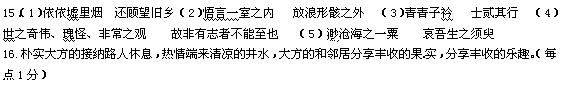 15、(1)依依墟里烟 还顾望旧乡(2)晤言一室之内 放浪形骸之外 (3)青青子衿 士贰其行 (4)
世之奇伟、瑰怪、非常之观 故非有志者不能至也 (5)渺沧海之一粟 哀吾生之须臾
16. 朴实大方的接纳路人休息,热情端来清凉的井水,大方的和邻居分享丰收的果实,分享丰收的乐趣。(每
点1分)